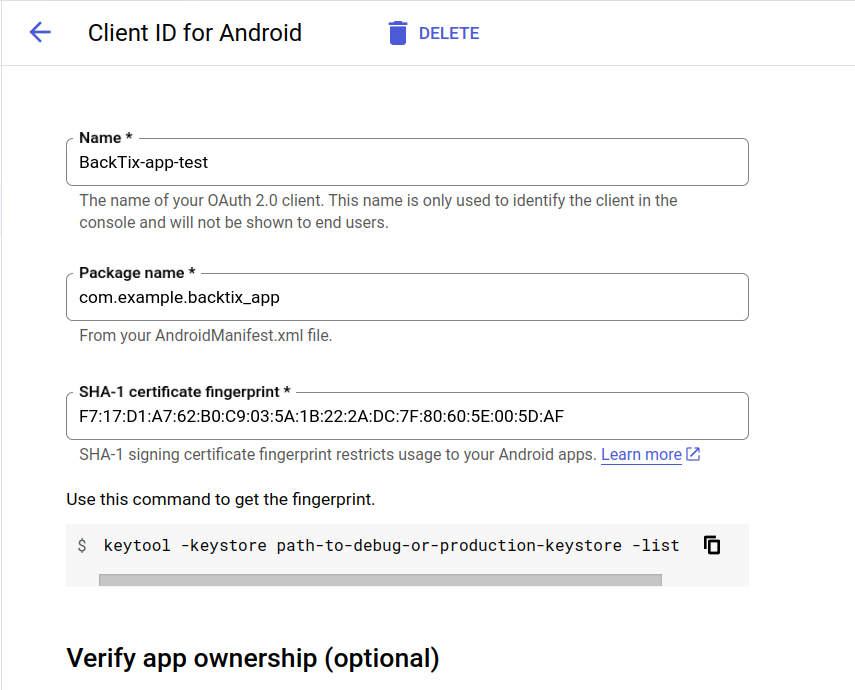 Client ID for Android
DELETE
Name *
BackTix-app-test
The name of your OAuth 2.0 client. This name is only used to identify the client in the
console and will not be shown to end users.
Package name *
com.example.backtix_app
From your AndroidManifest.xml file.
SHA-1 certificate fingerprint *
F7:17:D1:A7:62:B0:C9:03:5A:1B:22:2A:DC:7F:80:60:5E:00:5D:AF
SHA-1 signing certificate fingerprint restricts usage to your Android apps. Learn more
Use this command to get the fingerprint.
$ keytool -keystore path-to-debug-or-production-keystore -list
Verify app ownership (optional)